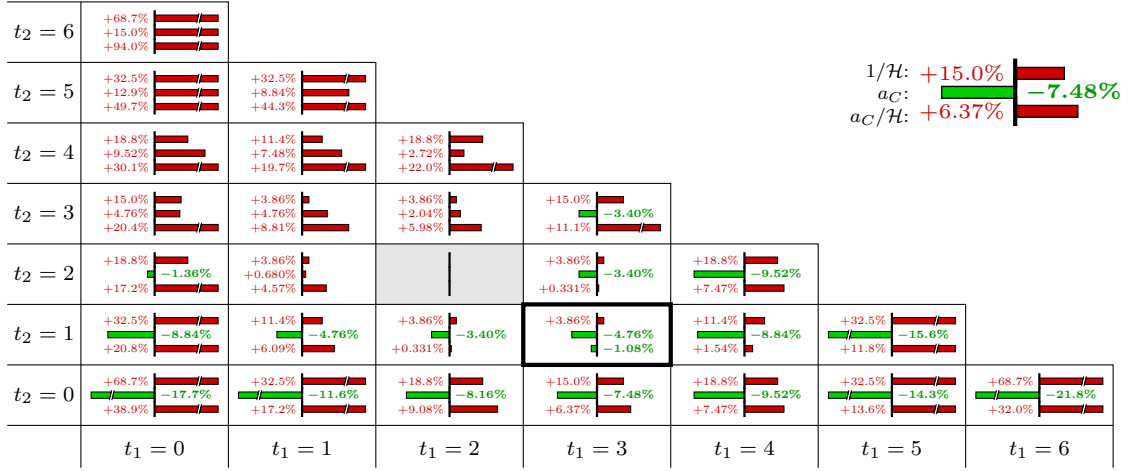 t₂ = 6
+68.7%
+15.0%
+94.0%
1/ℋ: +15.0%
a_C: −7.48%
a_C/ℋ: +6.37%
t₂ = 5
+32.5% +32.5%
+12.9% +8.84%
+49.7% +44.3%
t₂ = 4
+18.8% +11.4% +18.8%
+9.52% +7.48% +2.72%
+30.1% +19.7% +22.0%
t₂ = 3
+15.0% +3.86% +3.86% +15.0%
+4.76% +4.76% +2.04% −3.40%
+20.4% +8.81% +5.98% +11.1%
t₂ = 2
+18.8% +3.86% +3.86% +18.8%
−1.36% +0.680% −3.40% −9.52%
+17.2% +4.57% +0.331% +7.47%
t₂ = 1
+32.5% +11.4% +3.86% +3.86% +11.4% +32.5%
−8.84% −4.76% −3.40% −4.76% −8.84% −15.6%
+20.8% +6.09% +0.331% −1.08% +1.54% +11.8%
t₂ = 0
+68.7% +32.5% +18.8% +15.0% +18.8% +32.5% +68.7%
−17.7% −11.6% −8.16% −7.48% −9.52% −14.3% −21.8%
+38.9% +17.2% +9.08% +6.37% +7.47% +13.6% +32.0%
t₁ = 0 t₁ = 1 t₁ = 2 t₁ = 3 t₁ = 4 t₁ = 5 t₁ = 6